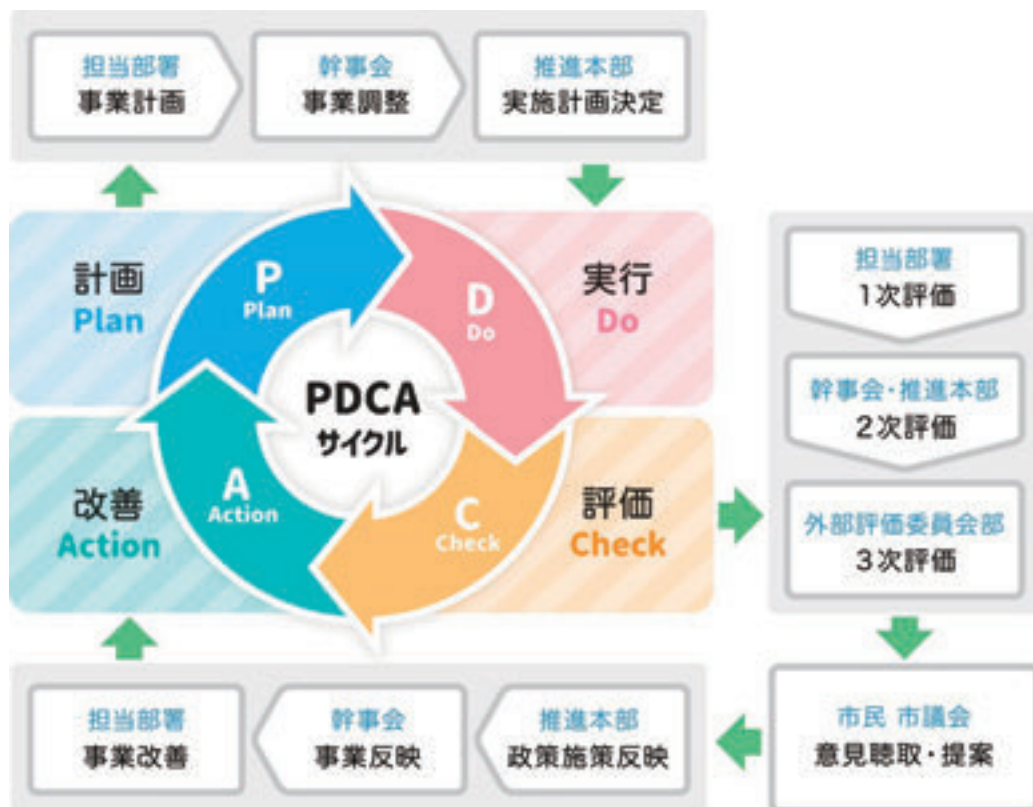 担当部署
事業計画
幹事会
事業調整
推進本部
実施計画決定
計画
Plan
P
Plan
D
Do
実行
Do
PDCA
サイクル
改善
Action
A
Action
C
Check
評価
Check
担当部署
1次評価
幹事会・推進本部
2次評価
外部評価委員会部
3次評価
市民 市議会
意見聴取・提案
推進本部
政策施策反映
幹事会
事業反映
担当部署
事業改善